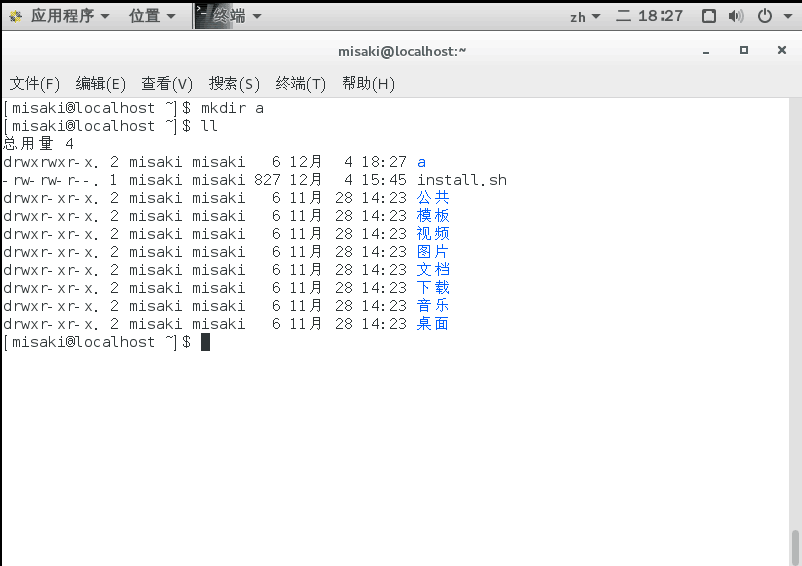 应用程序 位置 终端 zh 二 18:27
misaki@localhost:~
文件(F) 编辑(E) 查看(V) 搜索(S) 终端(T) 帮助(H)
[misaki@localhost ~]$ mkdir a
[misaki@localhost ~]$ ll
总用量 4
drwxrwxr-x. 2 misaki misaki   6 12月  4 18:27 a
-rw-rw-r--. 1 misaki misaki 827 12月  4 15:45 install.sh
drwxr-xr-x. 2 misaki misaki   6 11月 28 14:23 公共
drwxr-xr-x. 2 misaki misaki   6 11月 28 14:23 模板
drwxr-xr-x. 2 misaki misaki   6 11月 28 14:23 视频
drwxr-xr-x. 2 misaki misaki   6 11月 28 14:23 图片
drwxr-xr-x. 2 misaki misaki   6 11月 28 14:23 文档
drwxr-xr-x. 2 misaki misaki   6 11月 28 14:23 下载
drwxr-xr-x. 2 misaki misaki   6 11月 28 14:23 音乐
drwxr-xr-x. 2 misaki misaki   6 11月 28 14:23 桌面
[misaki@localhost ~]$